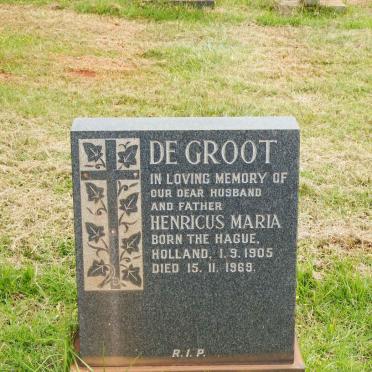 DE GROOT
IN LOVING MEMORY OF
OUR DEAR HUSBAND
AND FATHER
HENRICUS MARIA
BORN THE HAGUE,
HOLLAND, 1.9.1905
DIED 15.11.1969.
R.I.P.